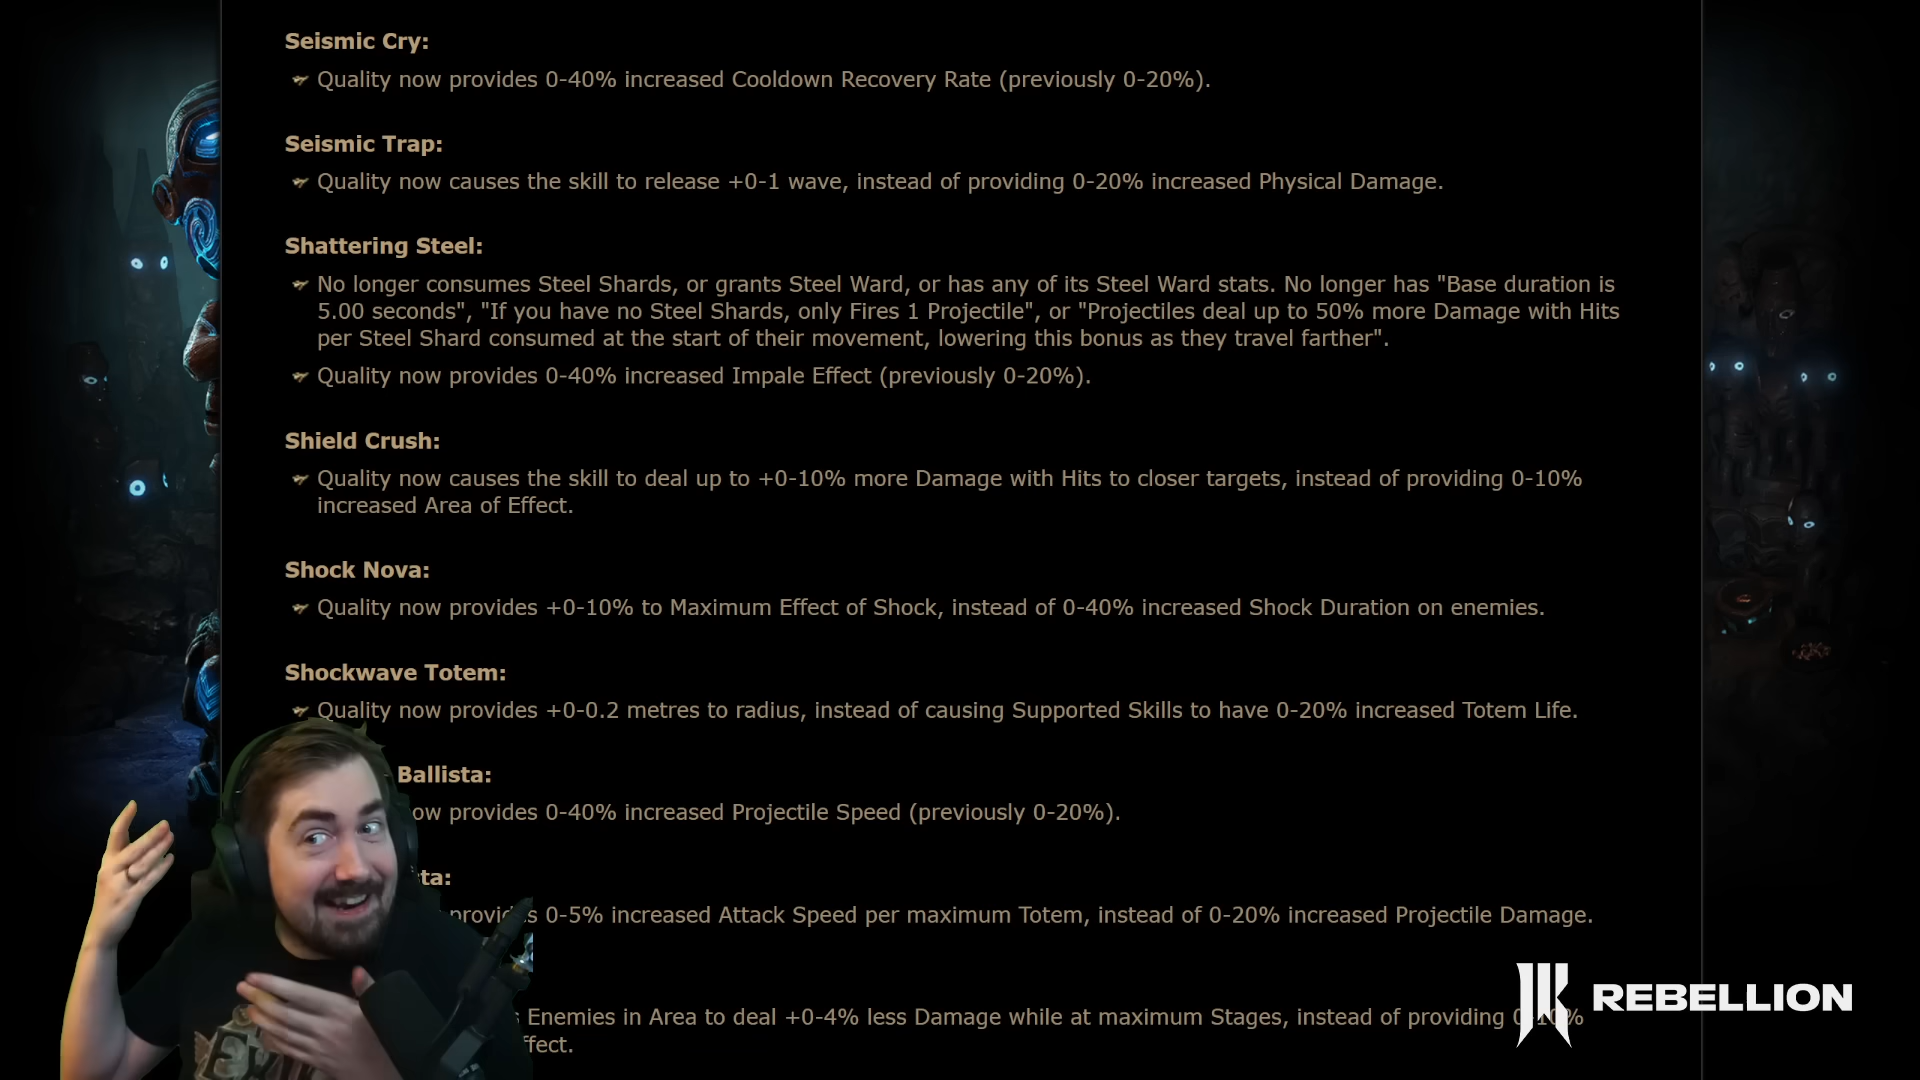 Seismic Cry:
Quality now provides 0-40% increased Cooldown Recovery Rate (previously 0-20%).
Seismic Trap:
Quality now causes the skill to release +0-1 wave, instead of providing 0-20% increased Physical Damage.
Shattering Steel:
No longer consumes Steel Shards, or grants Steel Ward, or has any of its Steel Ward stats. No longer has "Base duration is
5.00 seconds", "If you have no Steel Shards, only Fires 1 Projectile", or "Projectiles deal up to 50% more Damage with Hits
per Steel Shard consumed at the start of their movement, lowering this bonus as they travel farther".
Quality now provides 0-40% increased Impale Effect (previously 0-20%).
Shield Crush:
Quality now causes the skill to deal up to +0-10% more Damage with Hits to closer targets, instead of providing 0-10%
increased Area of Effect.
Shock Nova:
Quality now provides +0-10% to Maximum Effect of Shock, instead of 0-40% increased Shock Duration on enemies.
Shockwave Totem:
Quality now provides +0-0.2 metres to radius, instead of causing Supported Skills to have 0-20% increased Totem Life.
Ballista:
ow provides 0-40% increased Projectile Speed (previously 0-20%).
ta:
provides 0-5% increased Attack Speed per maximum Totem, instead of 0-20% increased Projectile Damage.
Enemies in Area to deal +0-4% less Damage while at maximum Stages, instead of providing 0-10%
ffect.
REBELLION